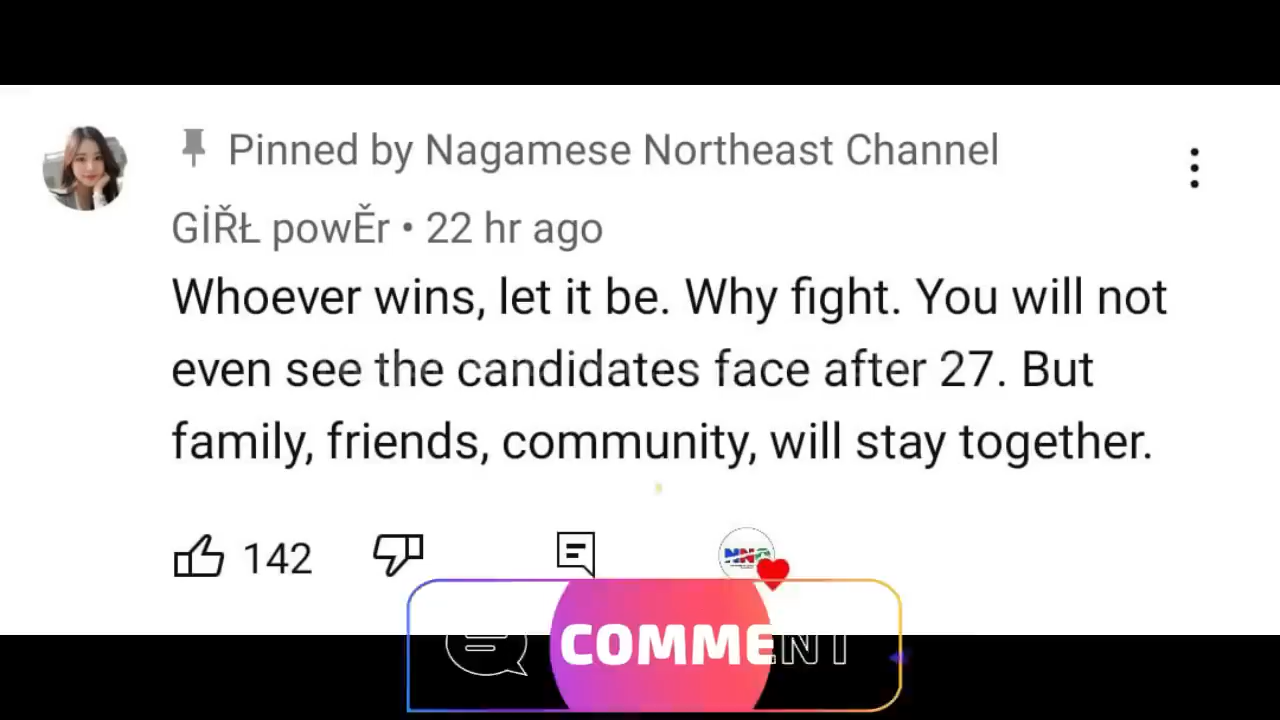 Pinned by Nagamese Northeast Channel
GİŘŁ powĚr • 22 hr ago
Whoever wins, let it be. Why fight. You will not
even see the candidates face after 27. But
family, friends, community, will stay together.
142
NNC
COMMENT